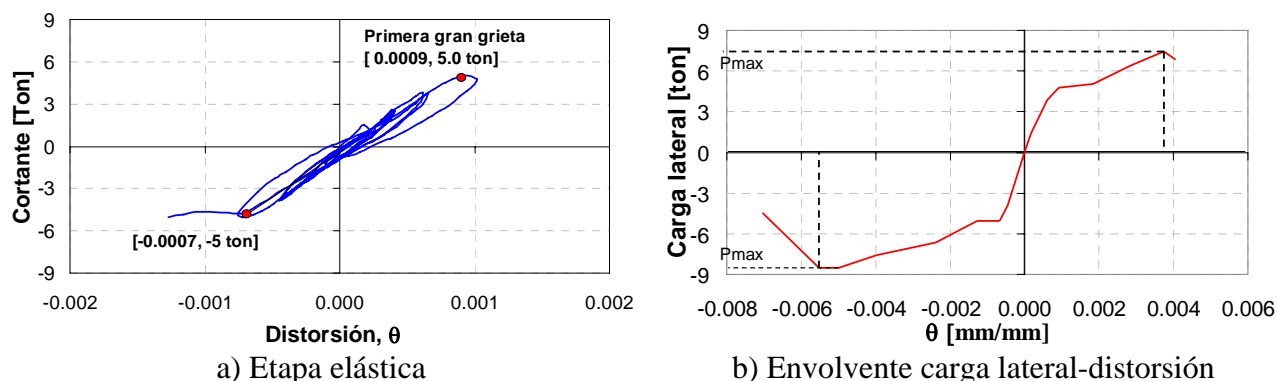 9
6
3
0
-3
-6
-9
Cortante [Ton]
Primera gran grieta
[ 0.0009, 5.0 ton]
[-0.0007, -5 ton]
-0.002 -0.001 0.000 0.001 0.002
Distorsión, θ
a) Etapa elástica
9
6
3
0
-3
-6
-9
Carga lateral [ton]
Pmax
Pmax
-0.008 -0.006 -0.004 -0.002 0.000 0.002 0.004 0.006
θ [mm/mm]
b) Envolvente carga lateral-distorsión